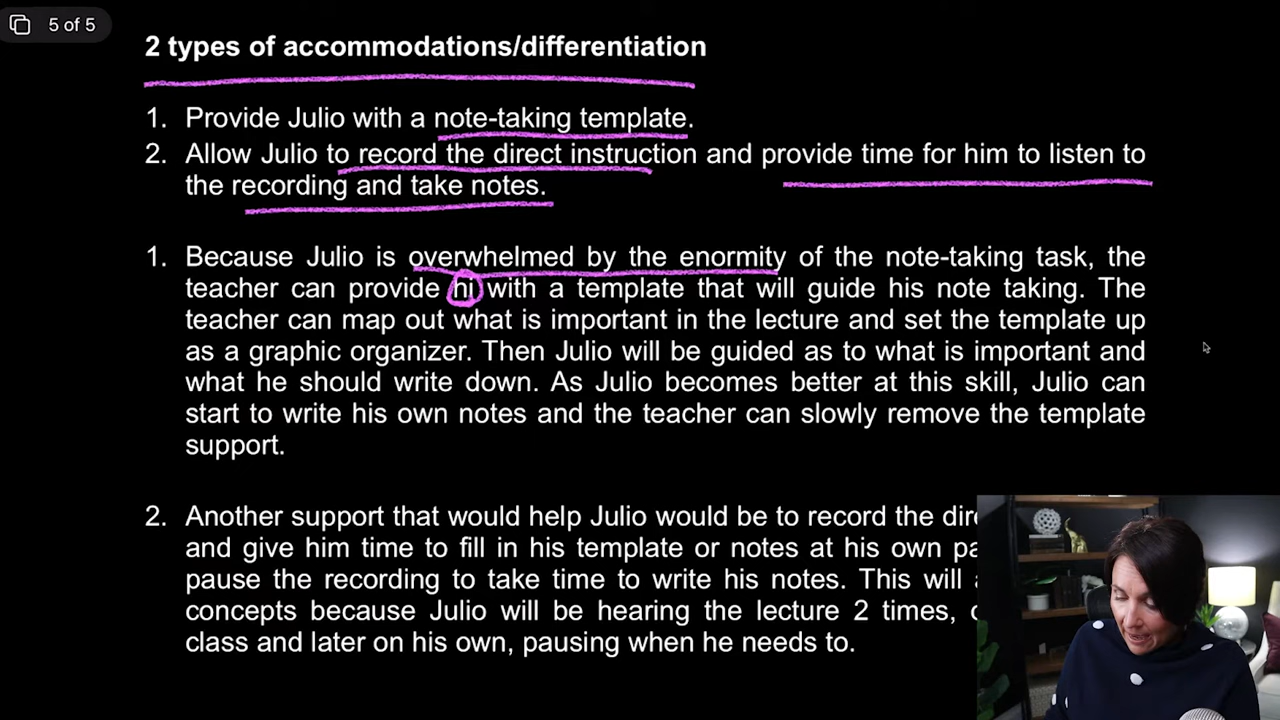 5 of 5
2 types of accommodations/differentiation
1. Provide Julio with a note-taking template.
2. Allow Julio to record the direct instruction and provide time for him to listen to
the recording and take notes.
1. Because Julio is overwhelmed by the enormity of the note-taking task, the
teacher can provide hi with a template that will guide his note taking. The
teacher can map out what is important in the lecture and set the template up
as a graphic organizer. Then Julio will be guided as to what is important and
what he should write down. As Julio becomes better at this skill, Julio can
start to write his own notes and the teacher can slowly remove the template
support.
2. Another support that would help Julio would be to record the
and give him time to fill in his template or notes at his own
pause the recording to take time to write his notes. This will
concepts because Julio will be hearing the lecture 2 times,
class and later on his own, pausing when he needs to.